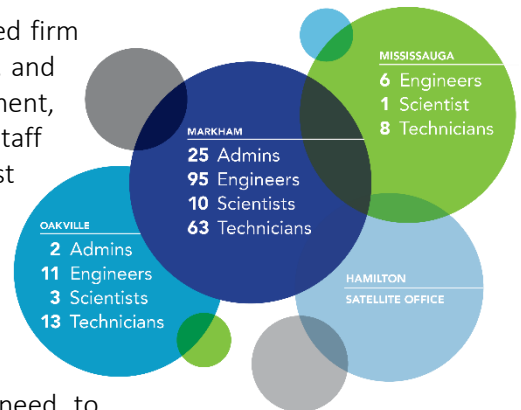 ed firm
and
ment,
taff
st
need to
MISSISSAUGA
6 Engineers
1 Scientist
8 Technicians
MARKHAM
25 Admins
95 Engineers
10 Scientists
63 Technicians
OAKVILLE
2 Admins
11 Engineers
3 Scientists
13 Technicians
HAMILTON
SATELLITE OFFICE